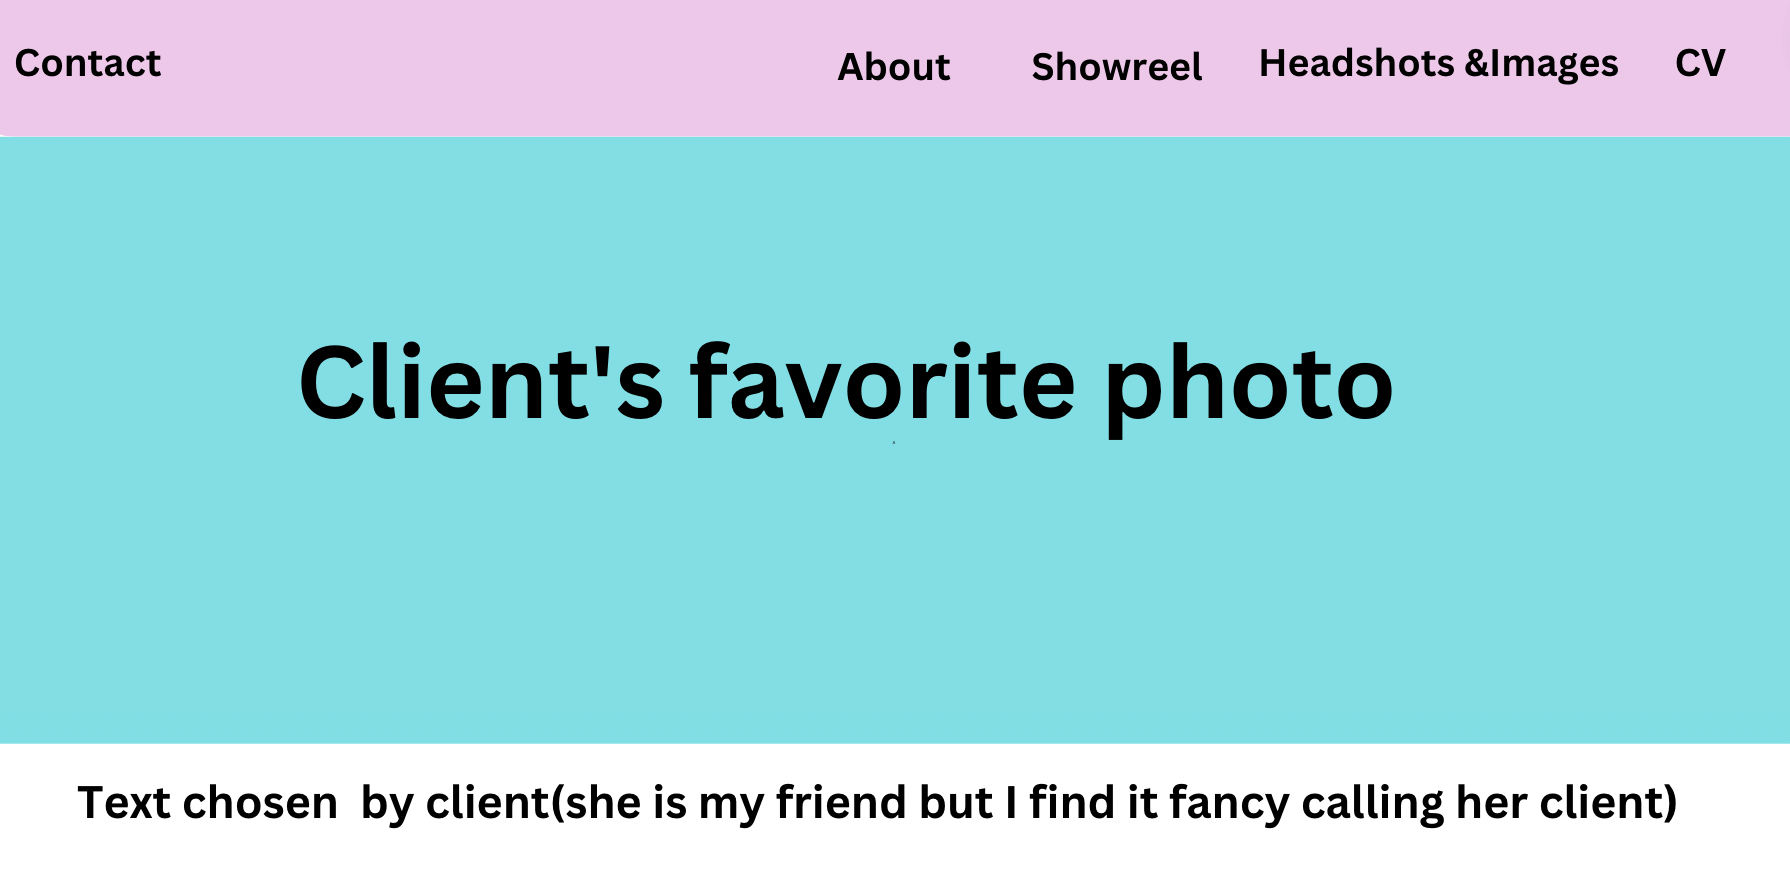 Contact About Showreel Headshots &Images CV
Client's favorite photo
Text chosen  by client(she is my friend but I find it fancy calling her client)